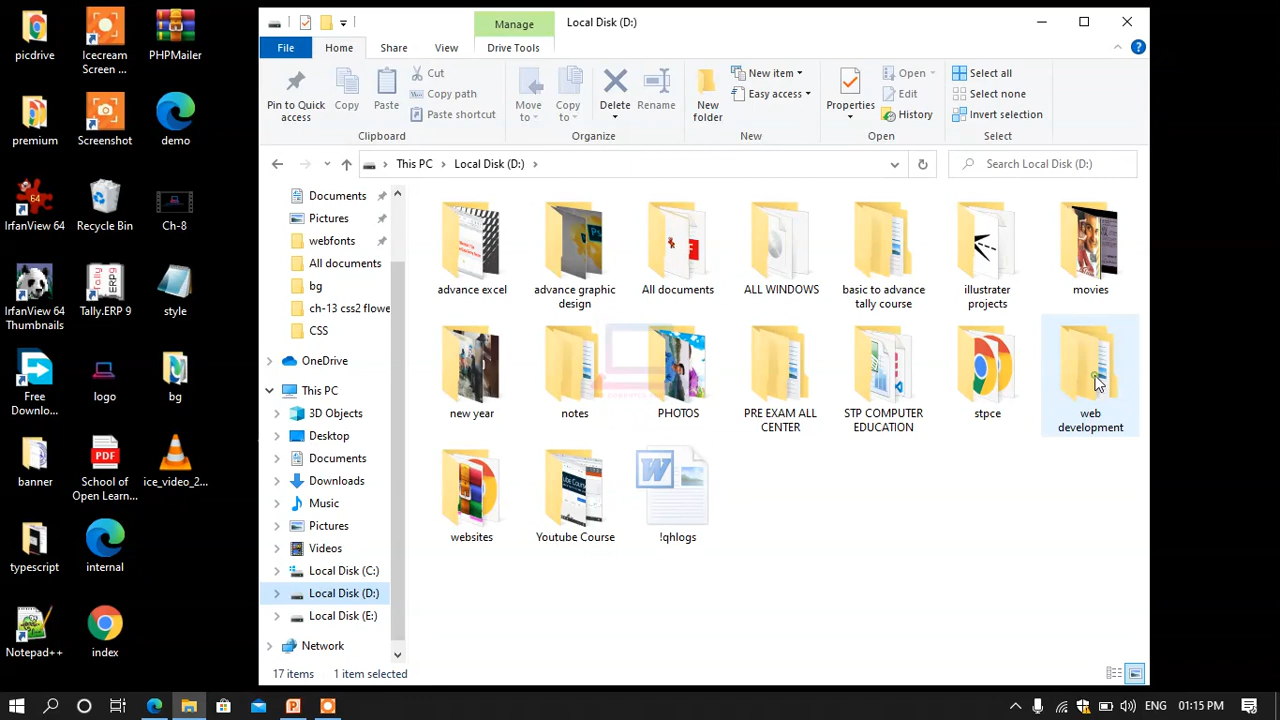 picdrive
Icecream
Screen ...
PHPMailer
premium
Screenshot
demo
64
IrfanView 64
Recycle Bin
Ch-8
IrfanView 64
Thumbnails
Tally
ERP9
Tally.ERP 9
style
Free
Downlo...
logo
bg
banner
PDF
School of
Open Learn...
ice_video_2...
typescript
internal
Notepad++
index
Manage
Local Disk (D:)
File
Home
Share
View
Drive Tools
Pin to Quick
access
Copy
Paste
Cut
Copy path
Paste shortcut
Clipboard
Move
to
Copy
to
Delete
Rename
Organize
New
folder
New item
Easy access
New
Properties
Open
Edit
History
Open
Select all
Select none
Invert selection
Select
This PC
Local Disk (D:)
Search Local Disk (D:)
Documents
Pictures
webfonts
All documents
bg
ch-13 css2 flowe
CSS
OneDrive
This PC
3D Objects
Desktop
Documents
Downloads
Music
Pictures
Videos
Local Disk (C:)
Local Disk (D:)
Local Disk (E:)
Network
advance excel
advance graphic
design
All documents
ALL WINDOWS
basic to advance
tally course
illustrater
projects
movies
new year
notes
PHOTOS
PRE EXAM ALL
CENTER
STP COMPUTER
EDUCATION
stpce
web
development
websites
Youtube Course
!qhlogs
17 items
1 item selected
ENG
01:15 PM